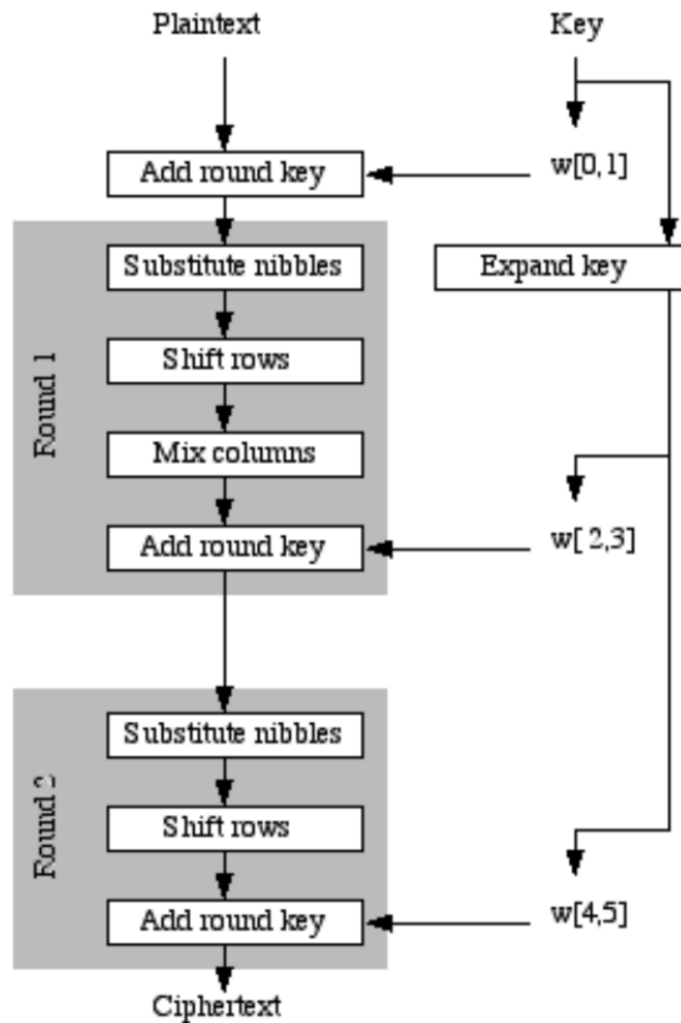 Plaintext
Key
Add round key
w[0,1]
Round 1
Substitute nibbles
Expand key
Shift rows
Mix columns
Add round key
w[ 2,3]
Round 2
Substitute nibbles
Shift rows
Add round key
w[4,5]
Ciphertext